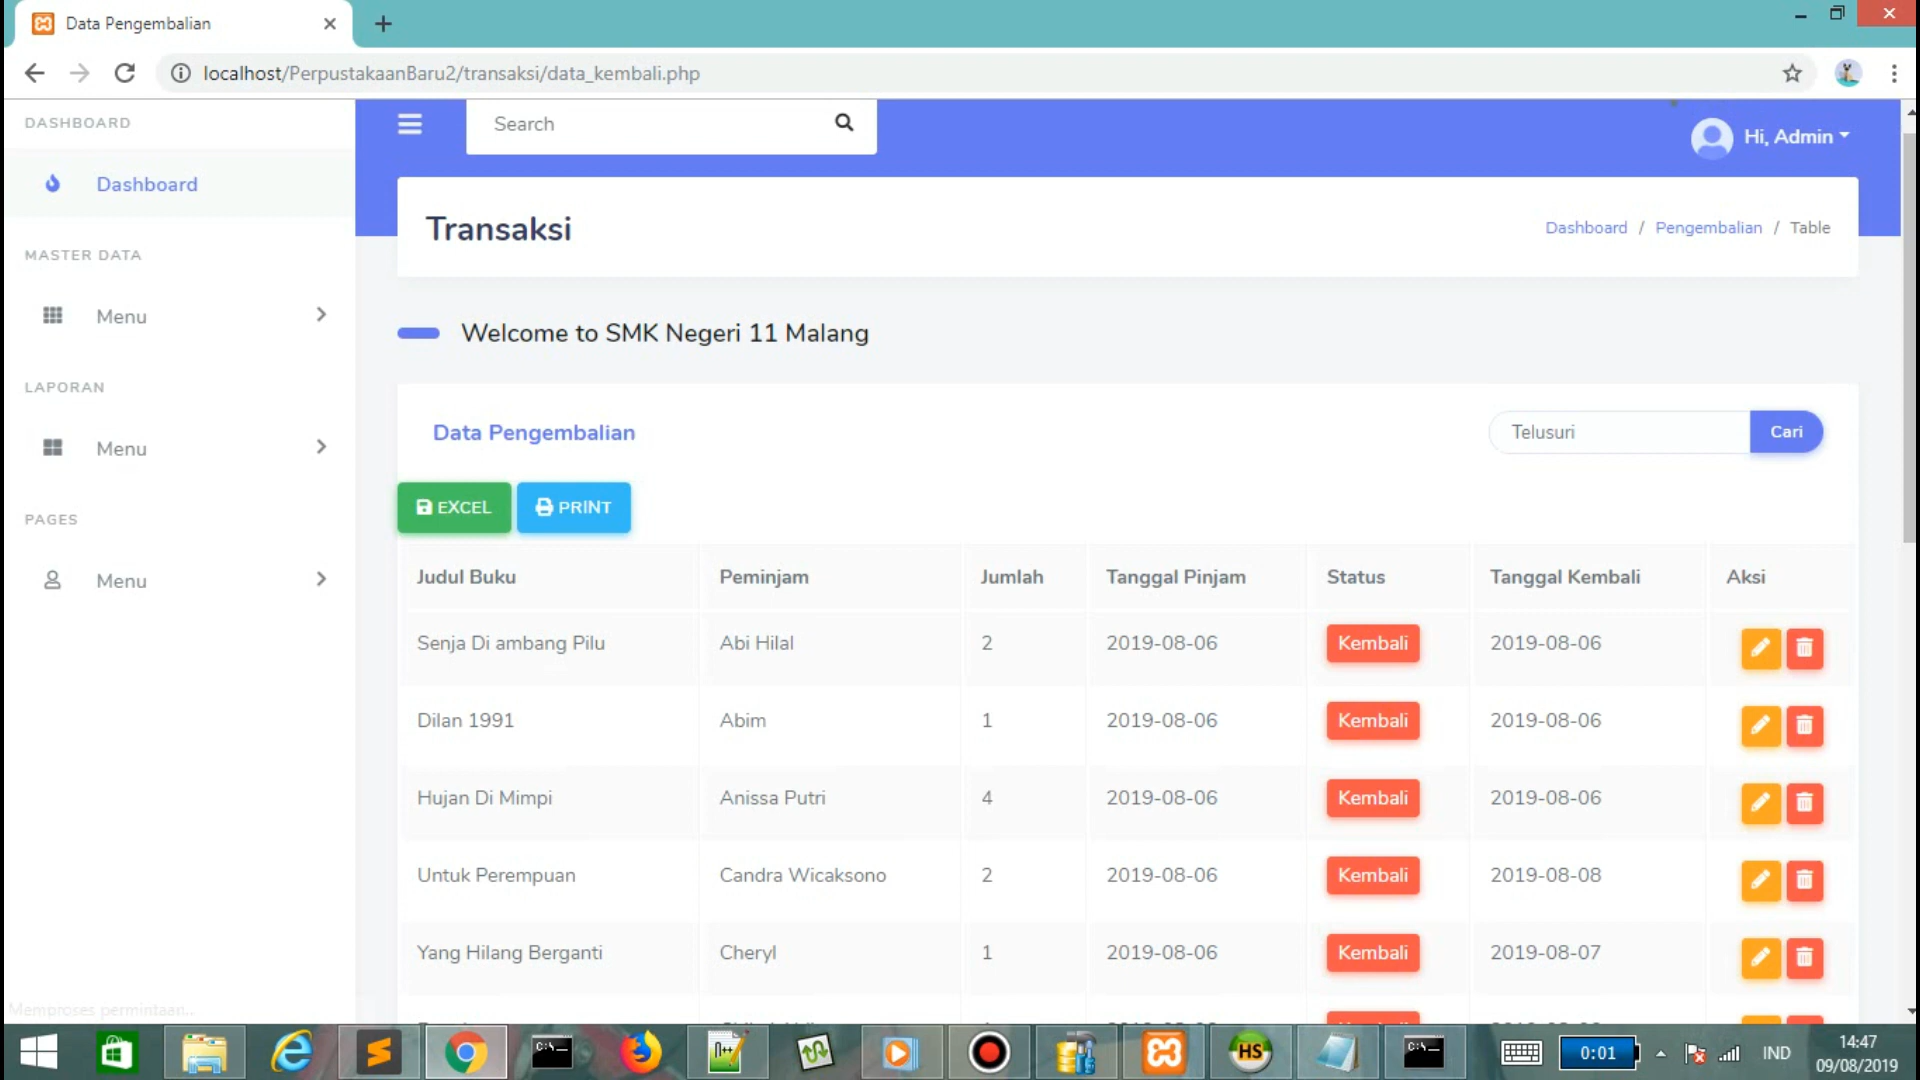 Data Pengembalian
localhost/PerpustakaanBaru2/transaksi/data_kembali.php
DASHBOARD
Dashboard
MASTER DATA
Menu
LAPORAN
Menu
PAGES
Menu
Memproses permintaan...
Search
Hi, Admin
Transaksi
Dashboard / Pengembalian / Table
Welcome to SMK Negeri 11 Malang
Data Pengembalian
Telusuri
Cari
EXCEL
PRINT
Judul Buku Peminjam Jumlah Tanggal Pinjam Status Tanggal Kembali Aksi
Senja Di ambang Pilu Abi Hilal 2 2019-08-06 Kembali 2019-08-06
Dilan 1991 Abim 1 2019-08-06 Kembali 2019-08-06
Hujan Di Mimpi Anissa Putri 4 2019-08-06 Kembali 2019-08-06
Untuk Perempuan Candra Wicaksono 2 2019-08-06 Kembali 2019-08-08
Yang Hilang Berganti Cheryl 1 2019-08-06 Kembali 2019-08-07
C:\
HS
C:\
0:01
IND
14:47
09/08/2019